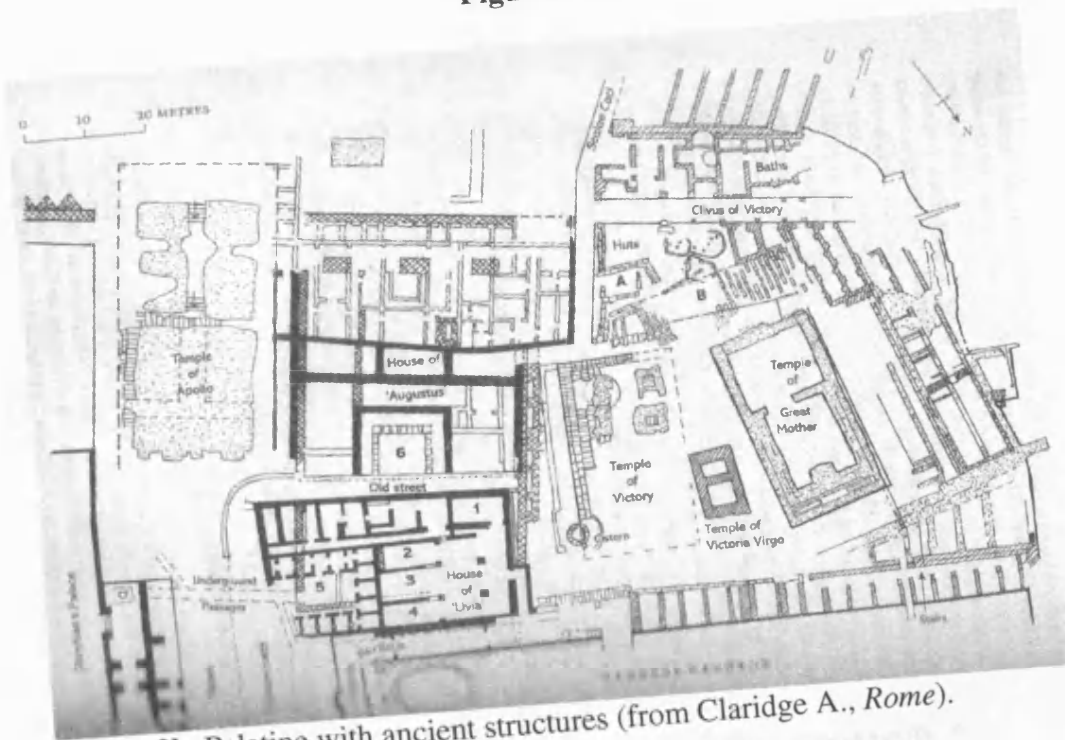 0 10 30 METRES
N
Baths
Clivus of Victory
Huts
A
B
Temple
of
Apollo
House of
'Augustus
6
Temple
of
Great
Mother
Temple
of
Victory
Old street
1
Temple of
Victoria Virgo
Cistern
2
3
4
5
House
of
'Livia'
Underground
Passages
Stairs
Palatine with ancient structures (from Claridge A., Rome).